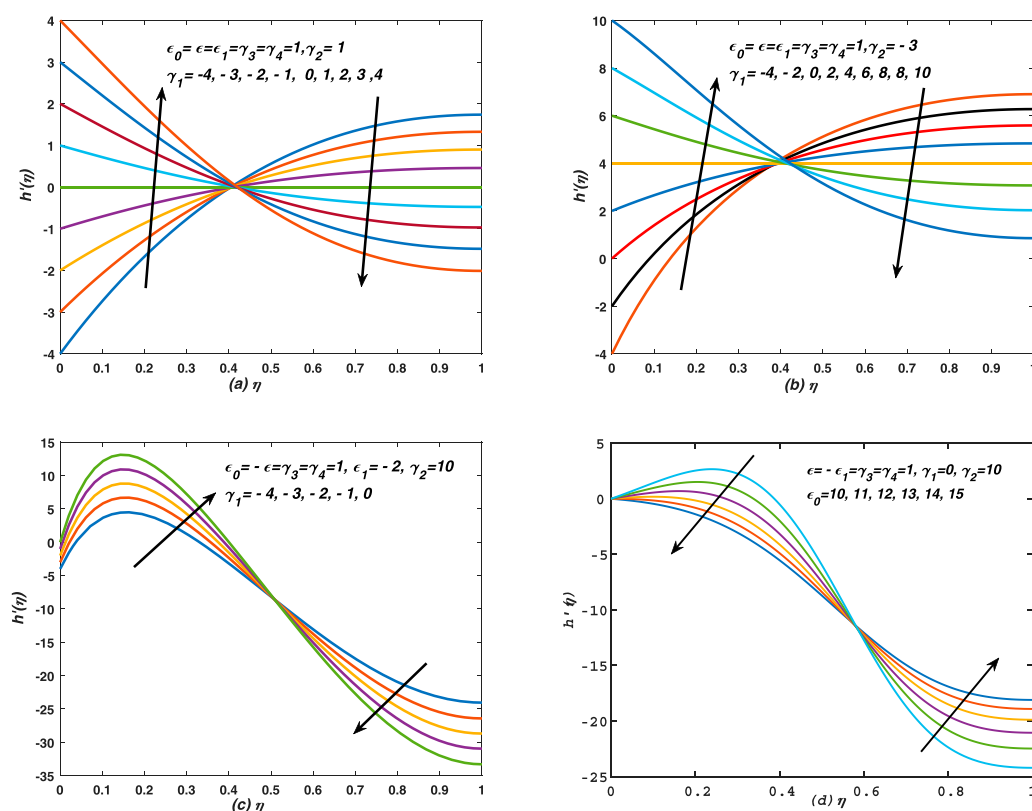 ϵ₀= ϵ=ϵ₁=γ₃=γ₄=1,γ₂= 1
γ₁= -4, -3, -2, -1, 0, 1, 2, 3 ,4
4
3
2
1
0
-1
-2
-3
-4
h'(η)
0 0.1 0.2 0.3 0.4 0.5 0.6 0.7 0.8 0.9 1
(a) η
ϵ₀= ϵ=ϵ₁=γ₃=γ₄=1,γ₂= - 3
γ₁= -4, -2, 0, 2, 4, 6, 8, 8, 10
10
8
6
4
2
0
-2
-4
h'(η)
0 0.1 0.2 0.3 0.4 0.5 0.6 0.7 0.8 0.9 1
(b) η
ϵ₀= - ϵ=γ₃=γ₄=1, ϵ₁= - 2, γ₂=10
γ₁= - 4, - 3, - 2, - 1, 0
15
10
5
0
-5
-10
-15
-20
-25
-30
-35
h'(η)
0 0.1 0.2 0.3 0.4 0.5 0.6 0.7 0.8 0.9 1
(c) η
ϵ= - ϵ₁=γ₃=γ₄=1, γ₁=0, γ₂=10
ϵ₀=10, 11, 12, 13, 14, 15
5
0
-5
-10
-15
-20
-25
0 0.2 0.4 0.6 0.8 1
(d) η